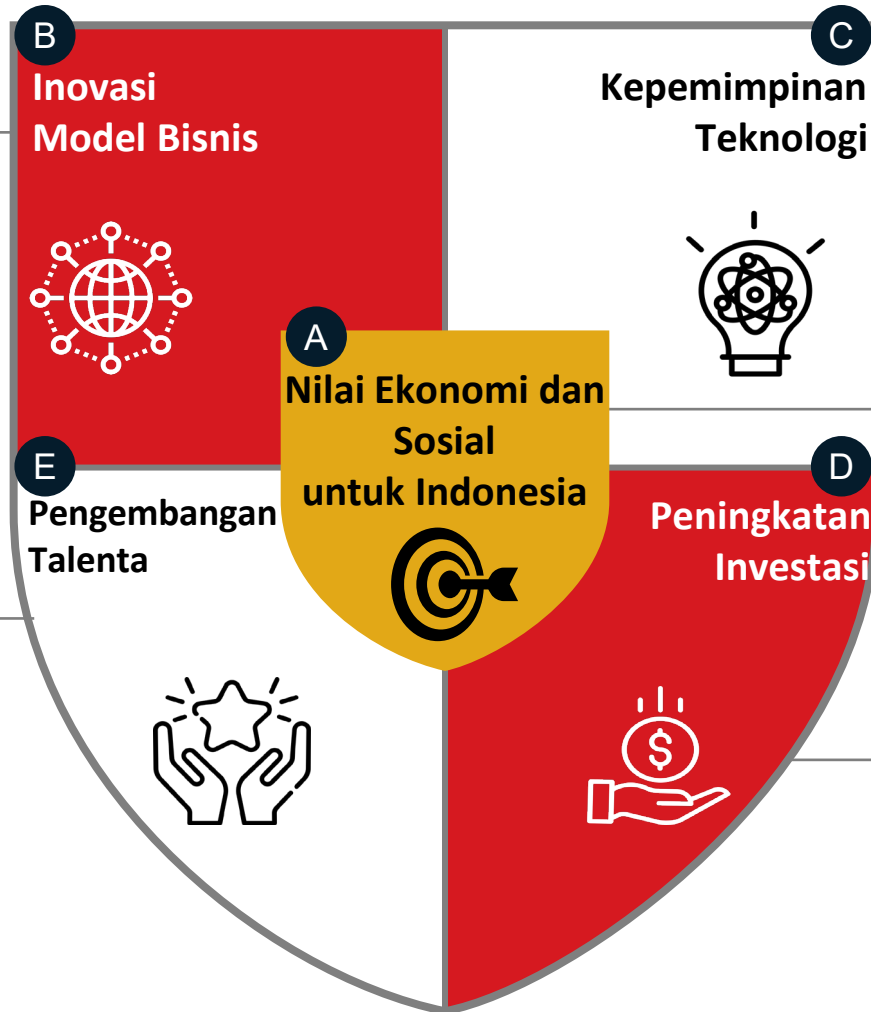 B
Inovasi
Model Bisnis
C
Kepemimpinan
Teknologi
A
Nilai Ekonomi dan
Sosial
untuk Indonesia
E
Pengembangan
Talenta
D
Peningkatan
Investasi
$